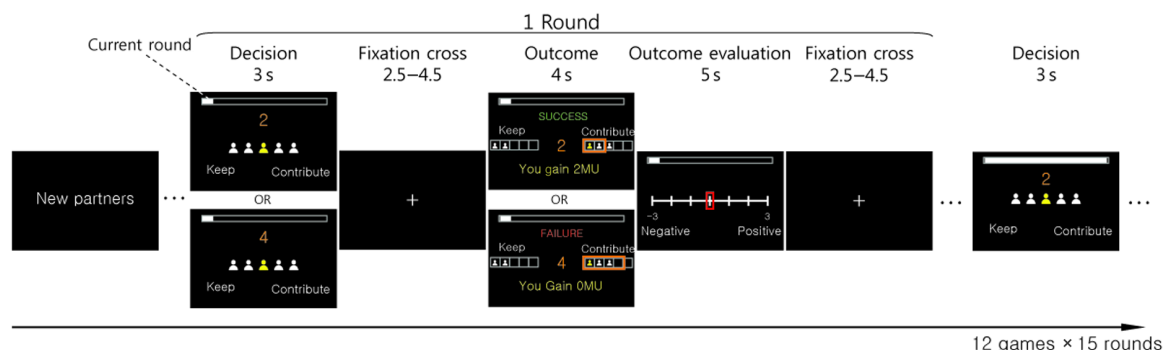 1 Round
Current round
Decision
3 s
Fixation cross
2.5–4.5
Outcome
4 s
Outcome evaluation
5 s
Fixation cross
2.5–4.5
Decision
3 s
New partners
...
2
Keep
Contribute
OR
4
Keep
Contribute
+
SUCCESS
Keep
Contribute
2
You gain 2MU
OR
FAILURE
Keep
Contribute
4
You Gain 0MU
-3
3
Negative
Positive
+
...
2
Keep
Contribute
...
12 games × 15 rounds